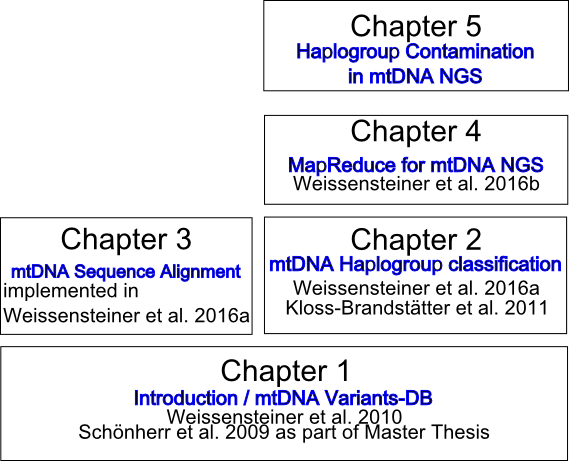 Chapter 5
Haplogroup Contamination
in mtDNA NGS
Chapter 4
MapReduce for mtDNA NGS
Weissensteiner et al. 2016b
Chapter 3
mtDNA Sequence Alignment
implemented in
Weissensteiner et al. 2016a
Chapter 2
mtDNA Haplogroup classification
Weissensteiner et al. 2016a
Kloss-Brandstätter et al. 2011
Chapter 1
Introduction / mtDNA Variants-DB
Weissensteiner et al. 2010
Schönherr et al. 2009 as part of Master Thesis